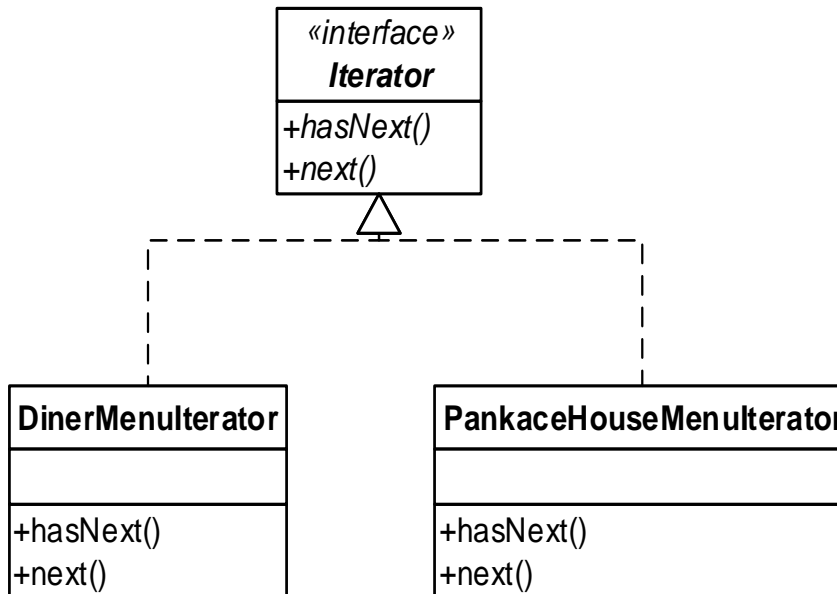 «interface»
Iterator
+hasNext()
+next()
DinerMenuIterator
+hasNext()
+next()
PankaceHouseMenuIterator
+hasNext()
+next()